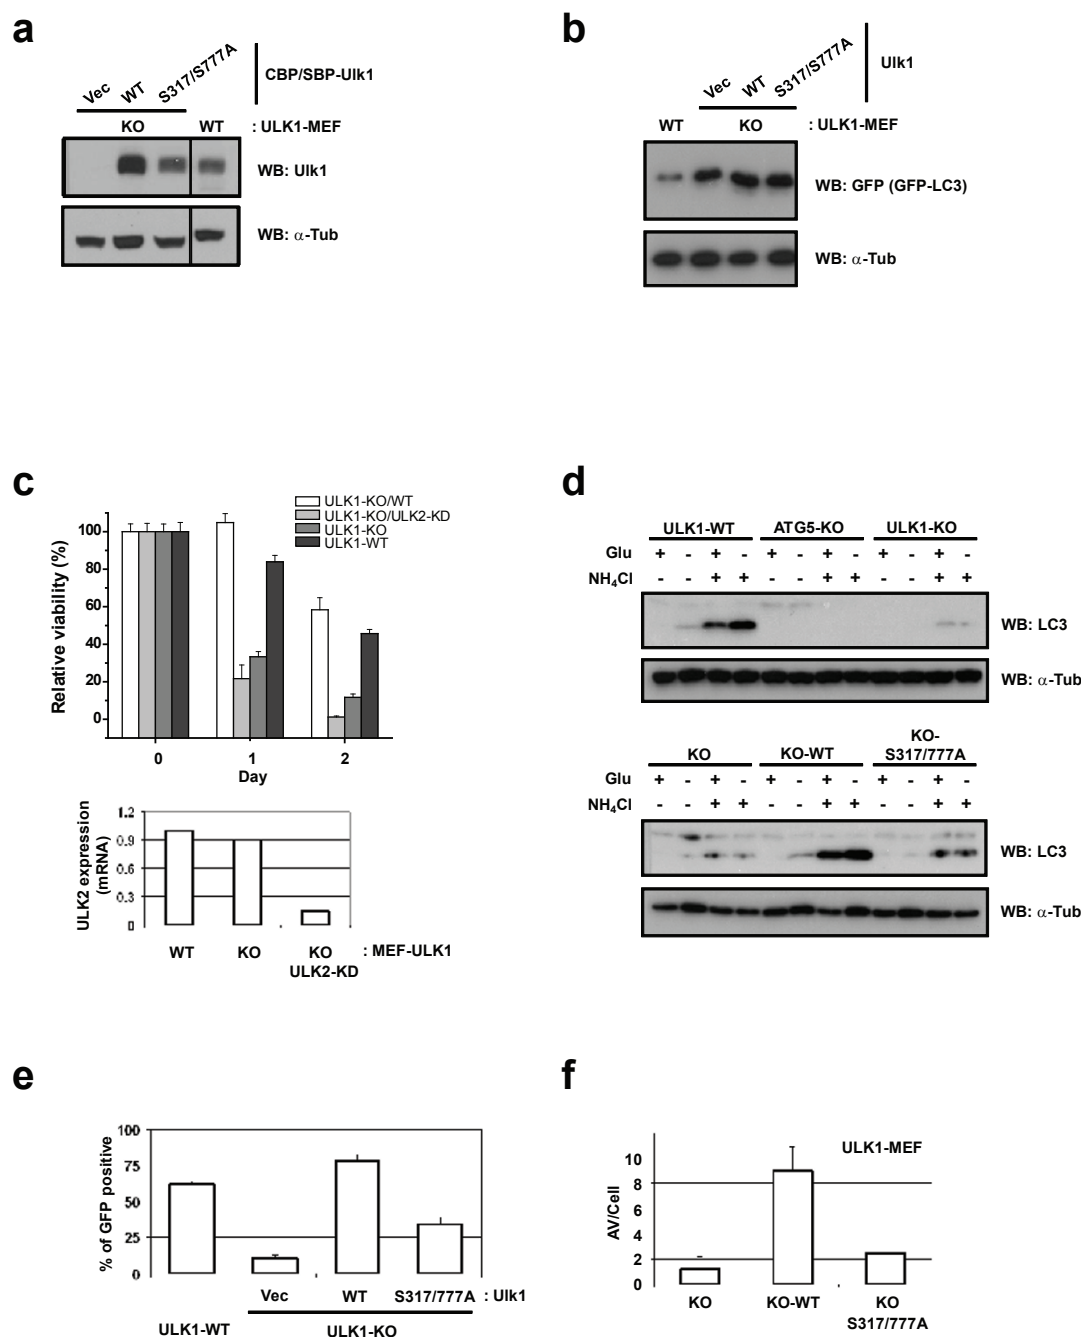 a
Vec WT S317/S777A
CBP/SBP-Ulk1
KO WT : ULK1-MEF
WB: Ulk1
WB: α-Tub
b
Vec WT S317/S777A
Ulk1
WT KO : ULK1-MEF
WB: GFP (GFP-LC3)
WB: α-Tub
c
ULK1-KO/WT
ULK1-KO/ULK2-KD
ULK1-KO
ULK1-WT
Relative viability (%)
100
80
60
40
20
0
0 1 2
Day
ULK2 expression
(mRNA)
1.2
0.9
0.6
0.3
0
WT KO KO : MEF-ULK1
ULK2-KD
d
ULK1-WT ATG5-KO ULK1-KO
Glu + - + - + - + - + - + -
NH₄Cl - - + + - - + + - - + +
WB: LC3
WB: α-Tub
KO KO-WT KO-
S317/777A
Glu + - + - + - + - + - + -
NH₄Cl - - + + - - + + - - + +
WB: LC3
WB: α-Tub
e
% of GFP positive
100
75
50
25
0
Vec WT S317/777A : Ulk1
ULK1-WT ULK1-KO
f
ULK1-MEF
AV/Cell
10
8
6
4
2
0
KO KO-WT KO
S317/777A